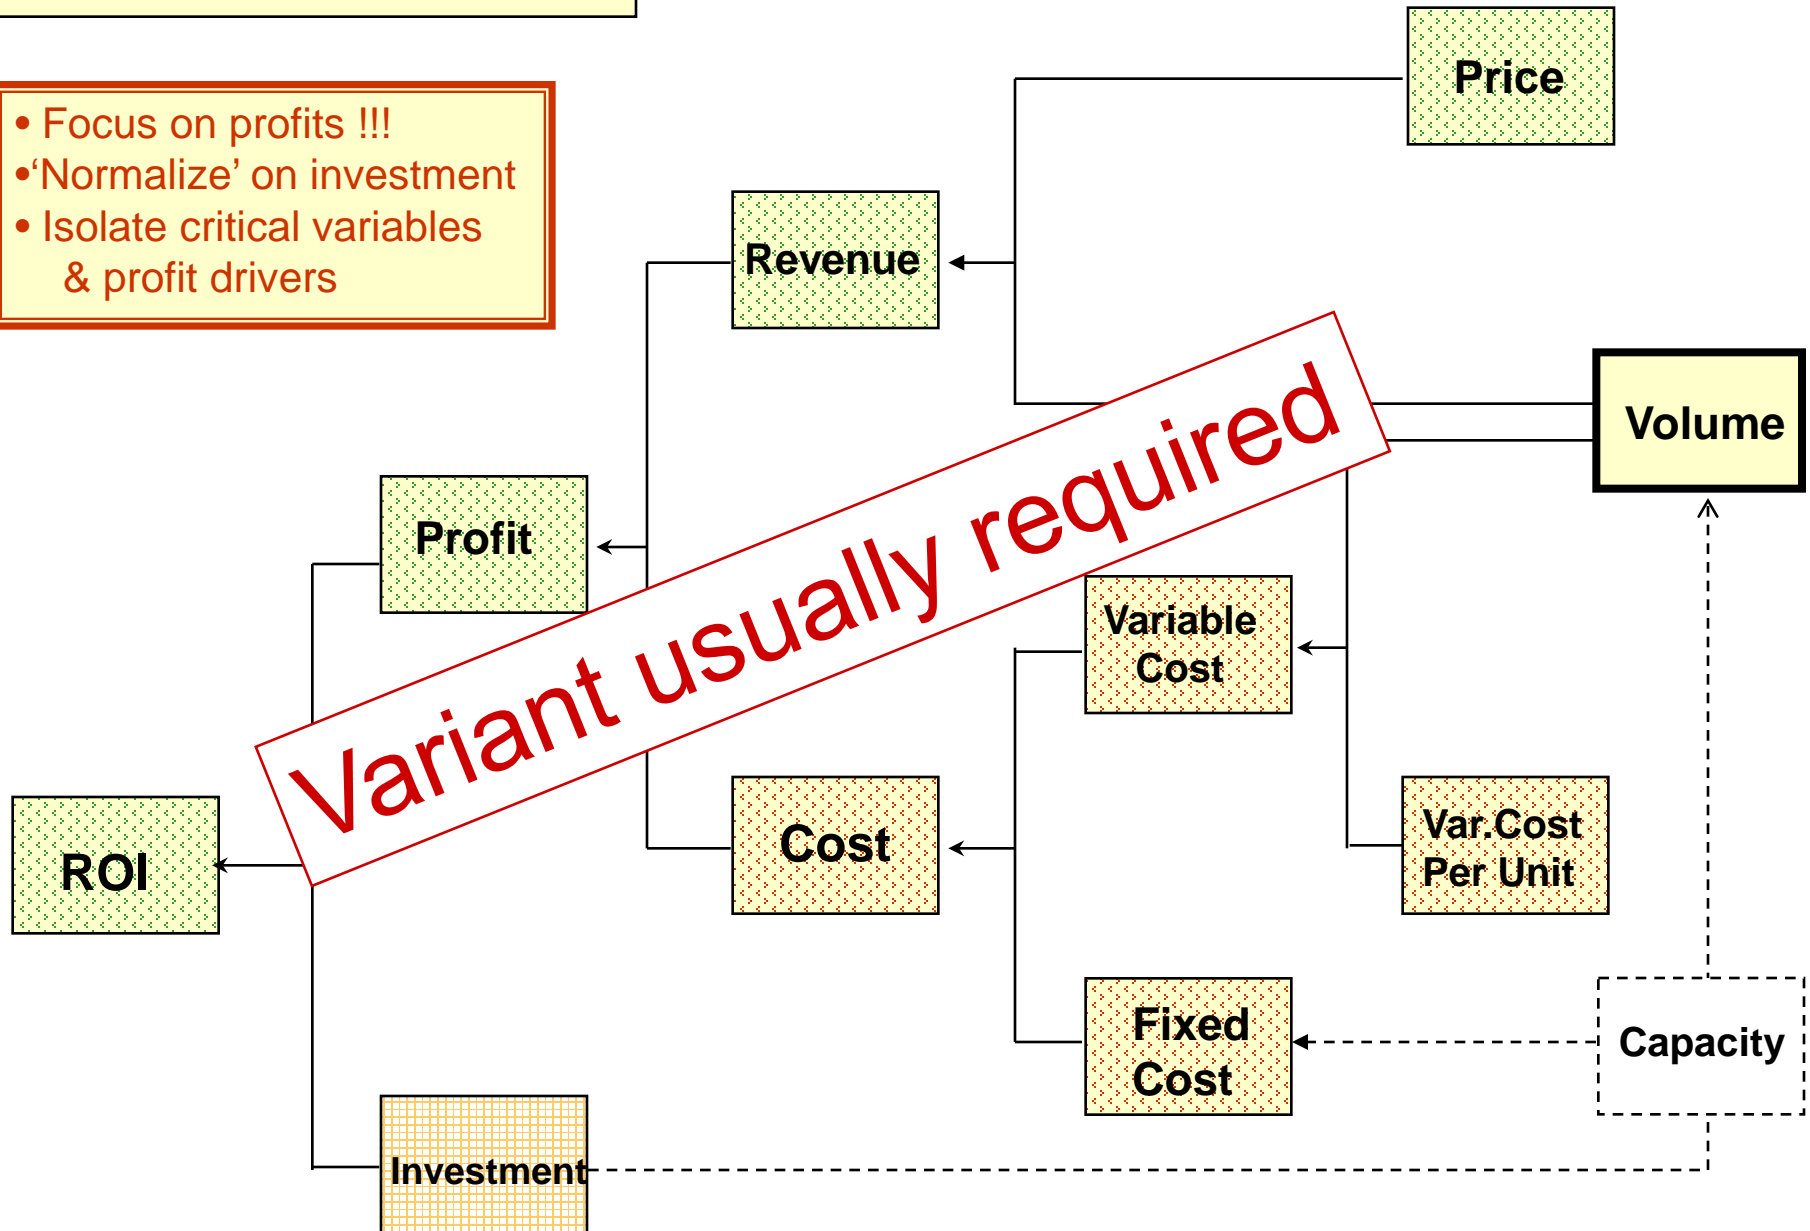 Price
• Focus on profits !!!
•‘Normalize’ on investment
• Isolate critical variables
& profit drivers
Revenue
Volume
Variant usually required
Profit
Variable
Cost
Cost
Var.Cost
Per Unit
ROI
Fixed
Cost
Capacity
Investment